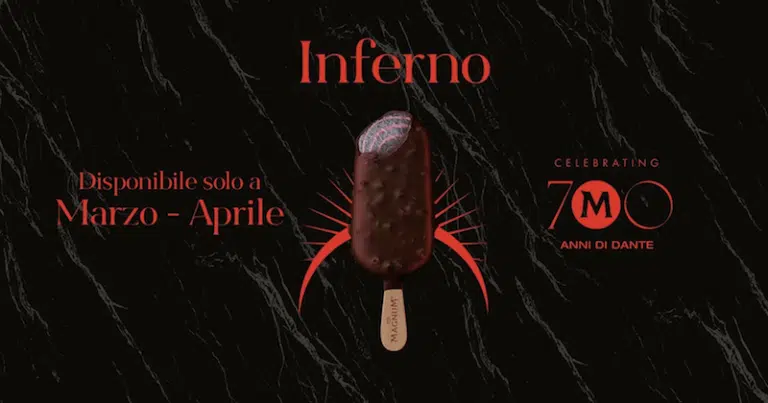 Inferno
Disponibile solo a
Marzo - Aprile
CELEBRATING
7M0
ANNI DI DANTE
MAGNUM